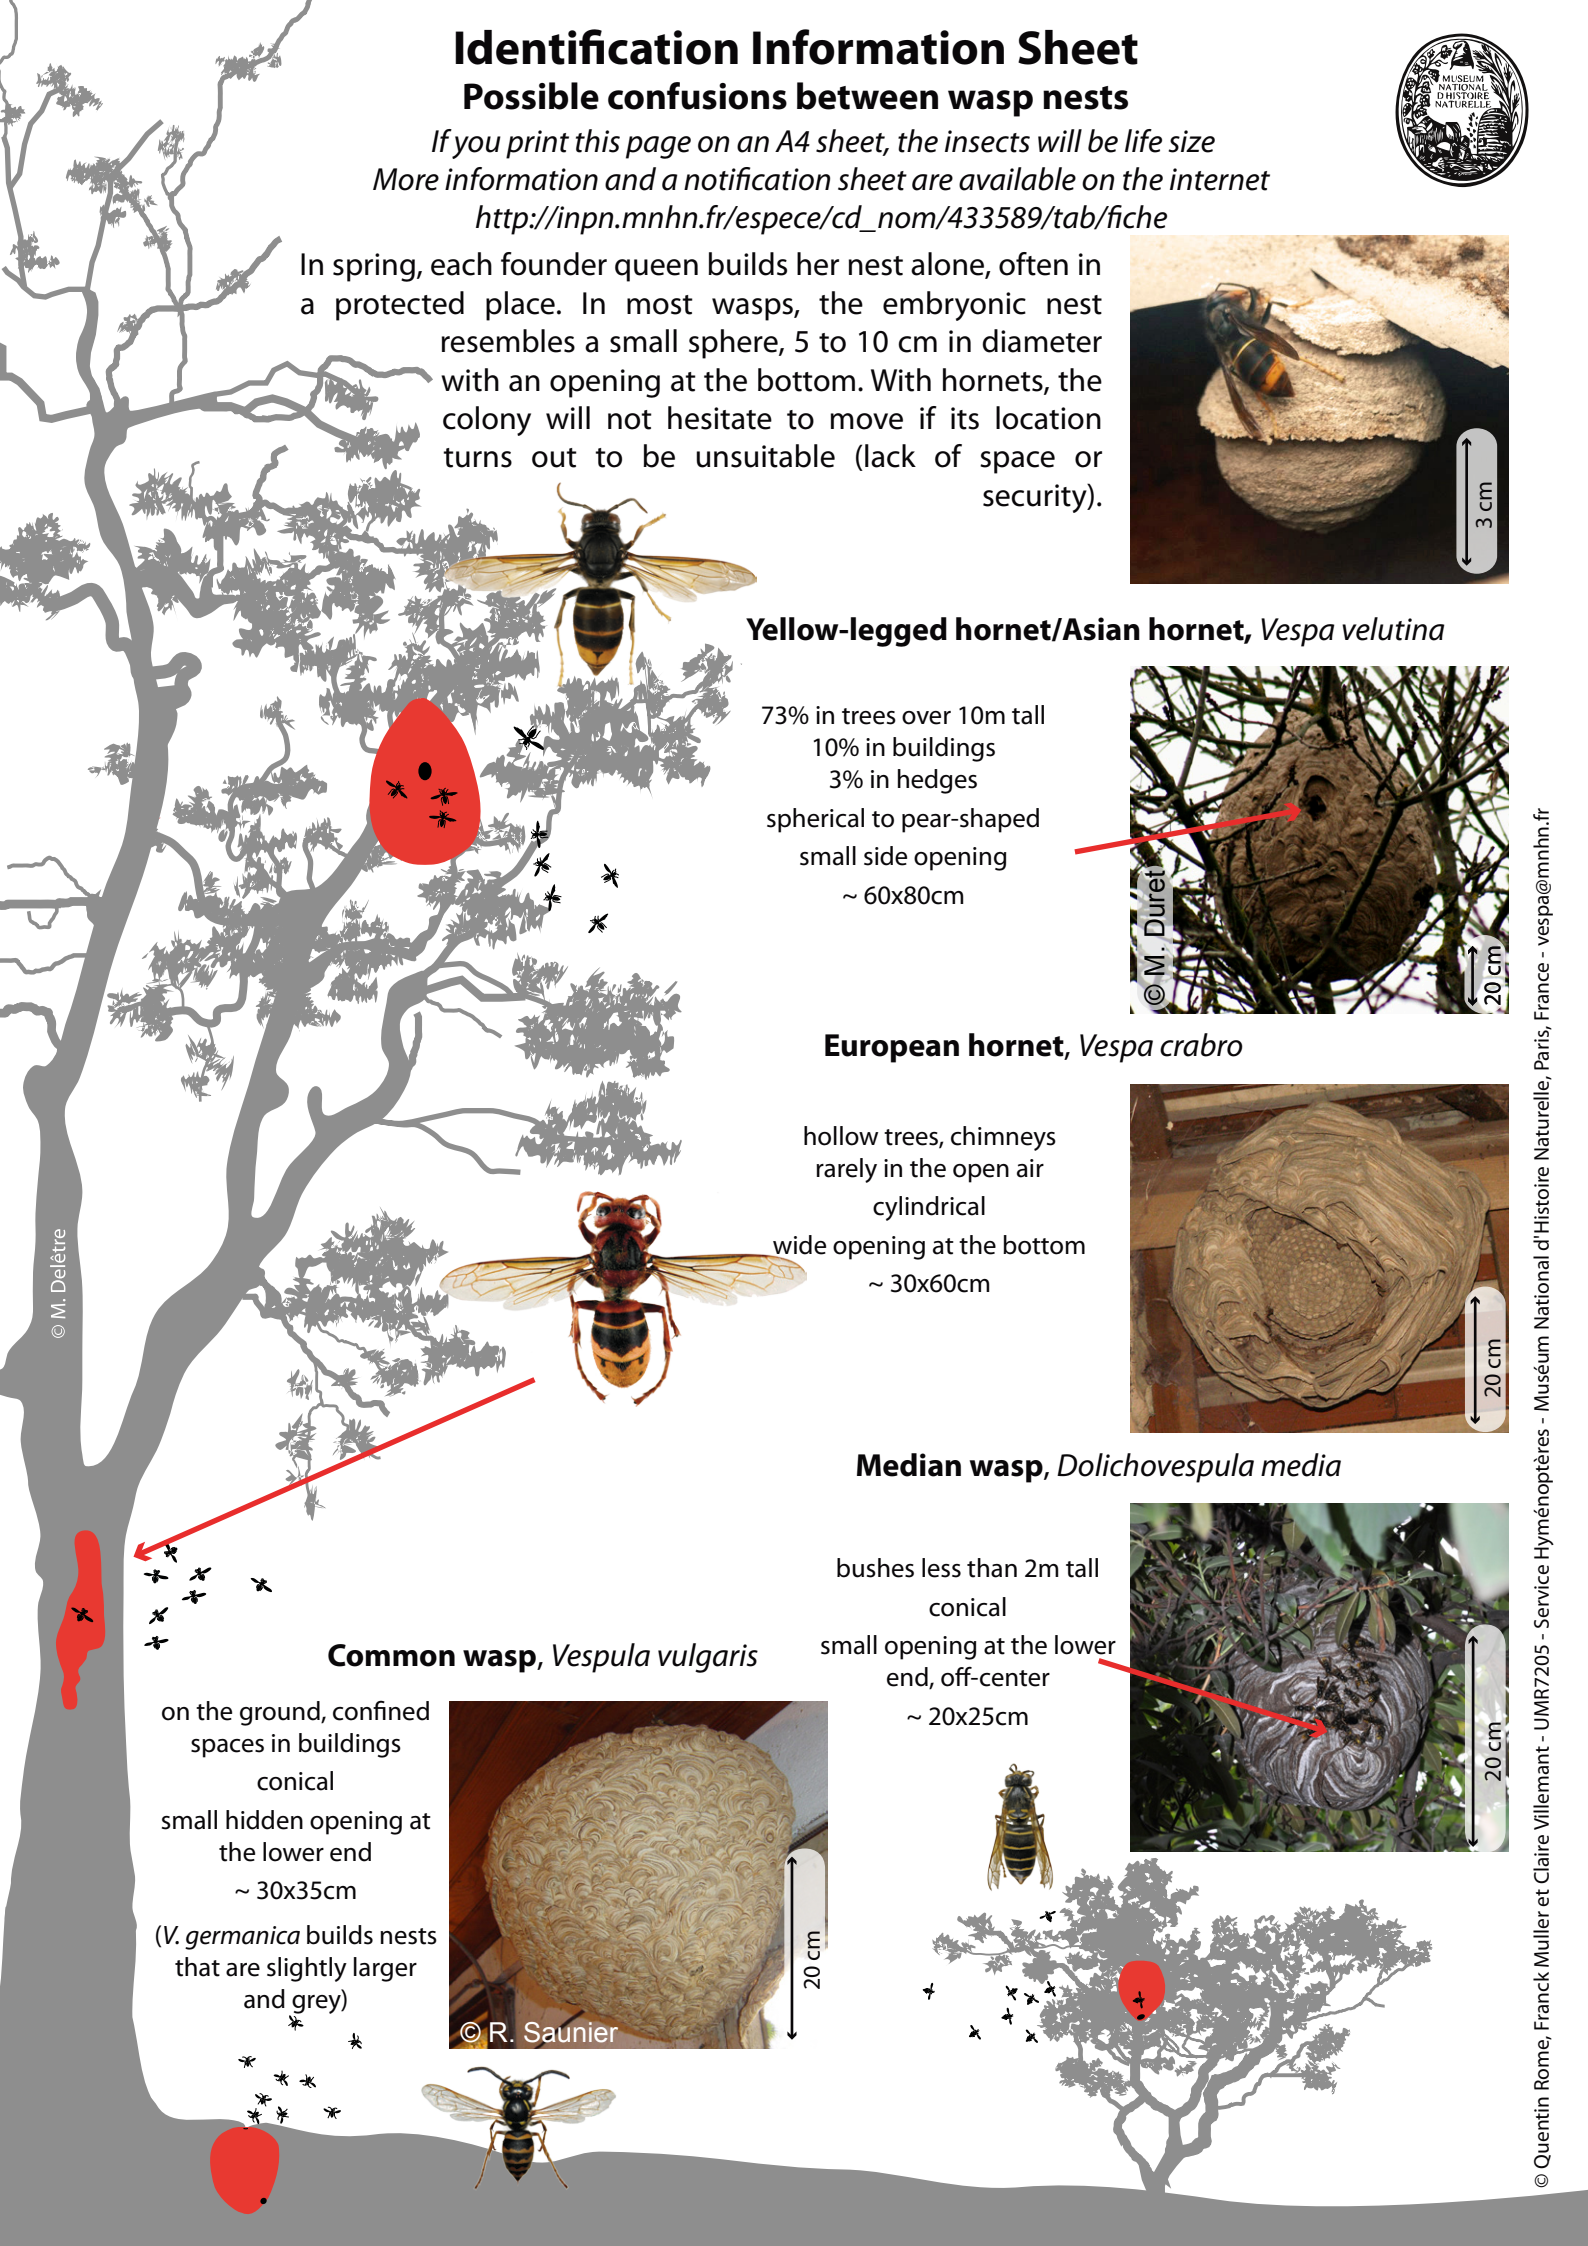 Identification Information Sheet
Possible confusions between wasp nests
If you print this page on an A4 sheet, the insects will be life size
More information and a notification sheet are available on the internet
http://inpn.mnhn.fr/espece/cd_nom/433589/tab/fiche
MUSEUM
NATIONAL
D HISTOIRE
NATURELLE
In spring, each founder queen builds her nest alone, often in
a protected place. In most wasps, the embryonic nest
resembles a small sphere, 5 to 10 cm in diameter
with an opening at the bottom. With hornets, the
colony will not hesitate to move if its location
turns out to be unsuitable (lack of space or
security).
3 cm
Yellow-legged hornet/Asian hornet, Vespa velutina
73% in trees over 10m tall
10% in buildings
3% in hedges
spherical to pear-shaped
small side opening
~ 60x80cm
© M. Duret
20 cm
European hornet, Vespa crabro
hollow trees, chimneys
rarely in the open air
cylindrical
wide opening at the bottom
~ 30x60cm
20 cm
© M. Delêtre
Median wasp, Dolichovespula media
bushes less than 2m tall
conical
small opening at the lower
end, off-center
~ 20x25cm
20 cm
Common wasp, Vespula vulgaris
on the ground, confined
spaces in buildings
conical
small hidden opening at
the lower end
~ 30x35cm
(V. germanica builds nests
that are slightly larger
and grey)
© R. Saunier
20 cm
© Quentin Rome, Franck Muller et Claire Villemant - UMR7205 - Service Hyménoptères - Muséum National d'Histoire Naturelle, Paris, France - vespa@mnhn.fr